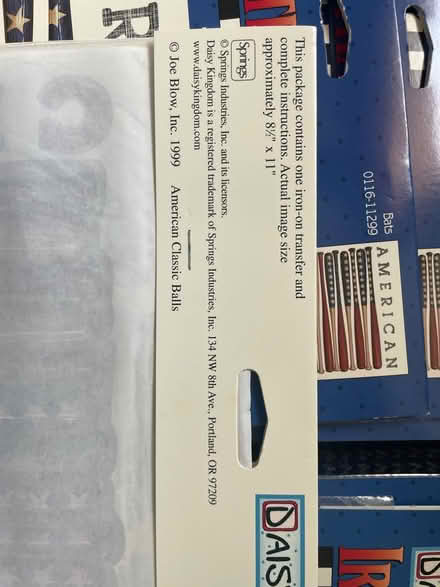 This package contains one iron-on transfer and
complete instructions. Actual image size
approximately 8½" x 11"
Springs
© Springs Industries, Inc. and its licensors.
Daisy Kingdom is a registered trademark of Springs Industries, Inc. 134 NW 8th Ave., Portland, OR 97209
www.daisykingdom.com
© Joe Blow, Inc. 1999 American Classic Balls
Bats
0116-11299
AMERICAN
DAIS